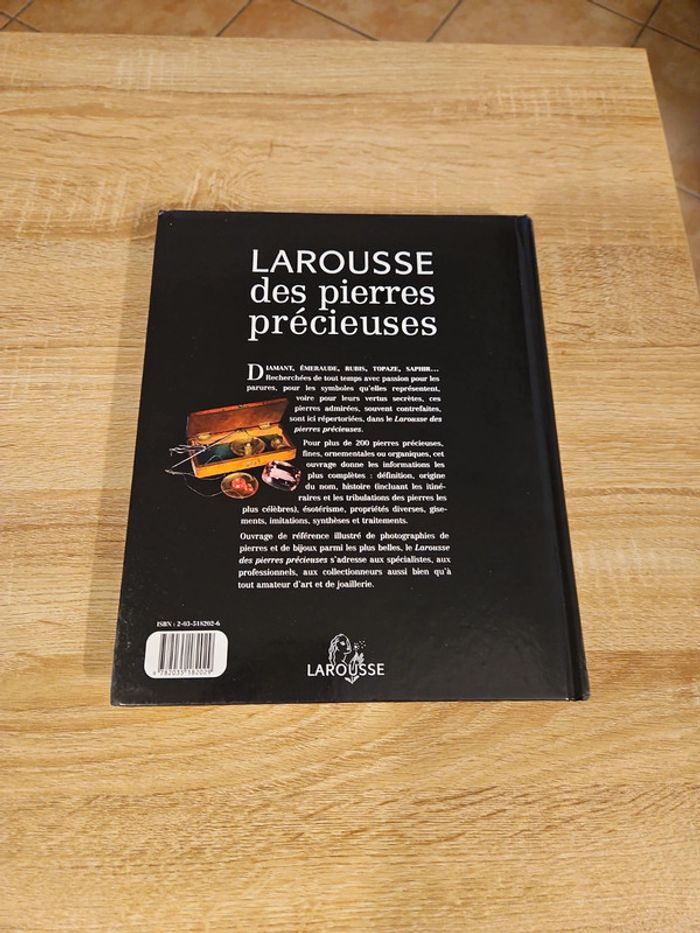 LAROUSSE
des pierres
précieuses
DIAMANT, ÉMERAUDE, RUBIS, TOPAZE, SAPHIR...
Recherchées de tout temps avec passion pour les
parures, pour les symboles qu'elles représentent,
voire pour leurs vertus secrètes, ces
pierres admirées, souvent contrefaites,
sont ici répertoriées, dans le Larousse des
pierres précieuses.
Pour plus de 200 pierres précieuses,
fines, ornementales ou organiques, cet
ouvrage donne les informations les
plus complètes : définition, origine
du nom, histoire (incluant les itiné-
raires et les tribulations des pierres les
plus célèbres), ésotérisme, propriétés diverses, gise-
ments, imitations, synthèses et traitements.
Ouvrage de référence illustré de photographies de
pierres et de bijoux parmi les plus belles, le Larousse
des pierres précieuses s'adresse aux spécialistes, aux
professionnels, aux collectionneurs aussi bien qu'à
tout amateur d'art et de joaillerie.
ISBN : 2-03-518202-6
9 782035 182029
LAROUSSE